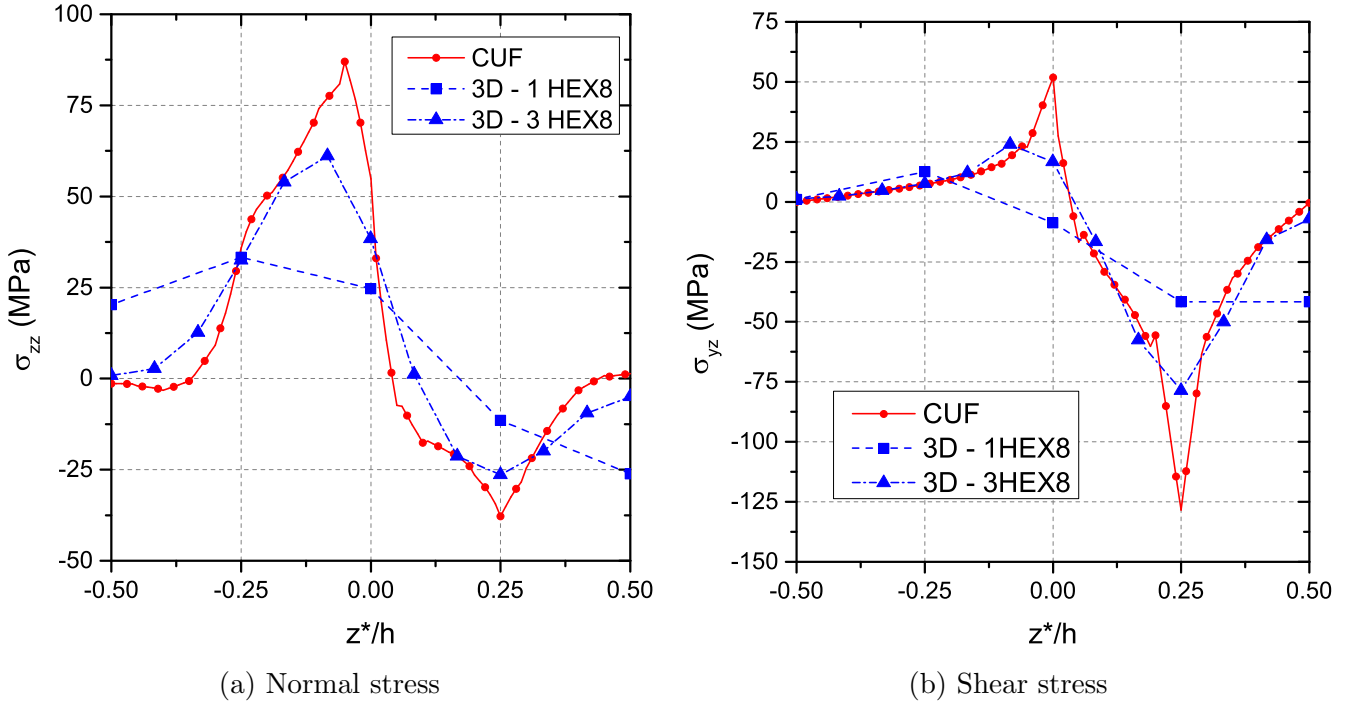 100
75
50
25
0
-25
-50
-0.50
-0.25
0.00
0.25
0.50
σzz (MPa)
z*/h
CUF
3D - 1 HEX8
3D - 3 HEX8
(a) Normal stress
75
50
25
0
-25
-50
-75
-100
-125
-150
-0.50
-0.25
0.00
0.25
0.50
σyz (MPa)
z*/h
CUF
3D - 1HEX8
3D - 3HEX8
(b) Shear stress